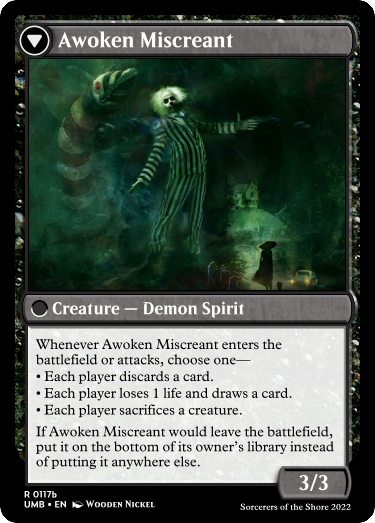 Awoken Miscreant
Creature — Demon Spirit
Whenever Awoken Miscreant enters the
battlefield or attacks, choose one—
• Each player discards a card.
• Each player loses 1 life and draws a card.
• Each player sacrifices a creature.
If Awoken Miscreant would leave the battlefield,
put it on the bottom of its owner's library instead
of putting it anywhere else.
3/3
R 0117b
UMB • EN Wooden Nickel
Sorcerers of the Shore 2022